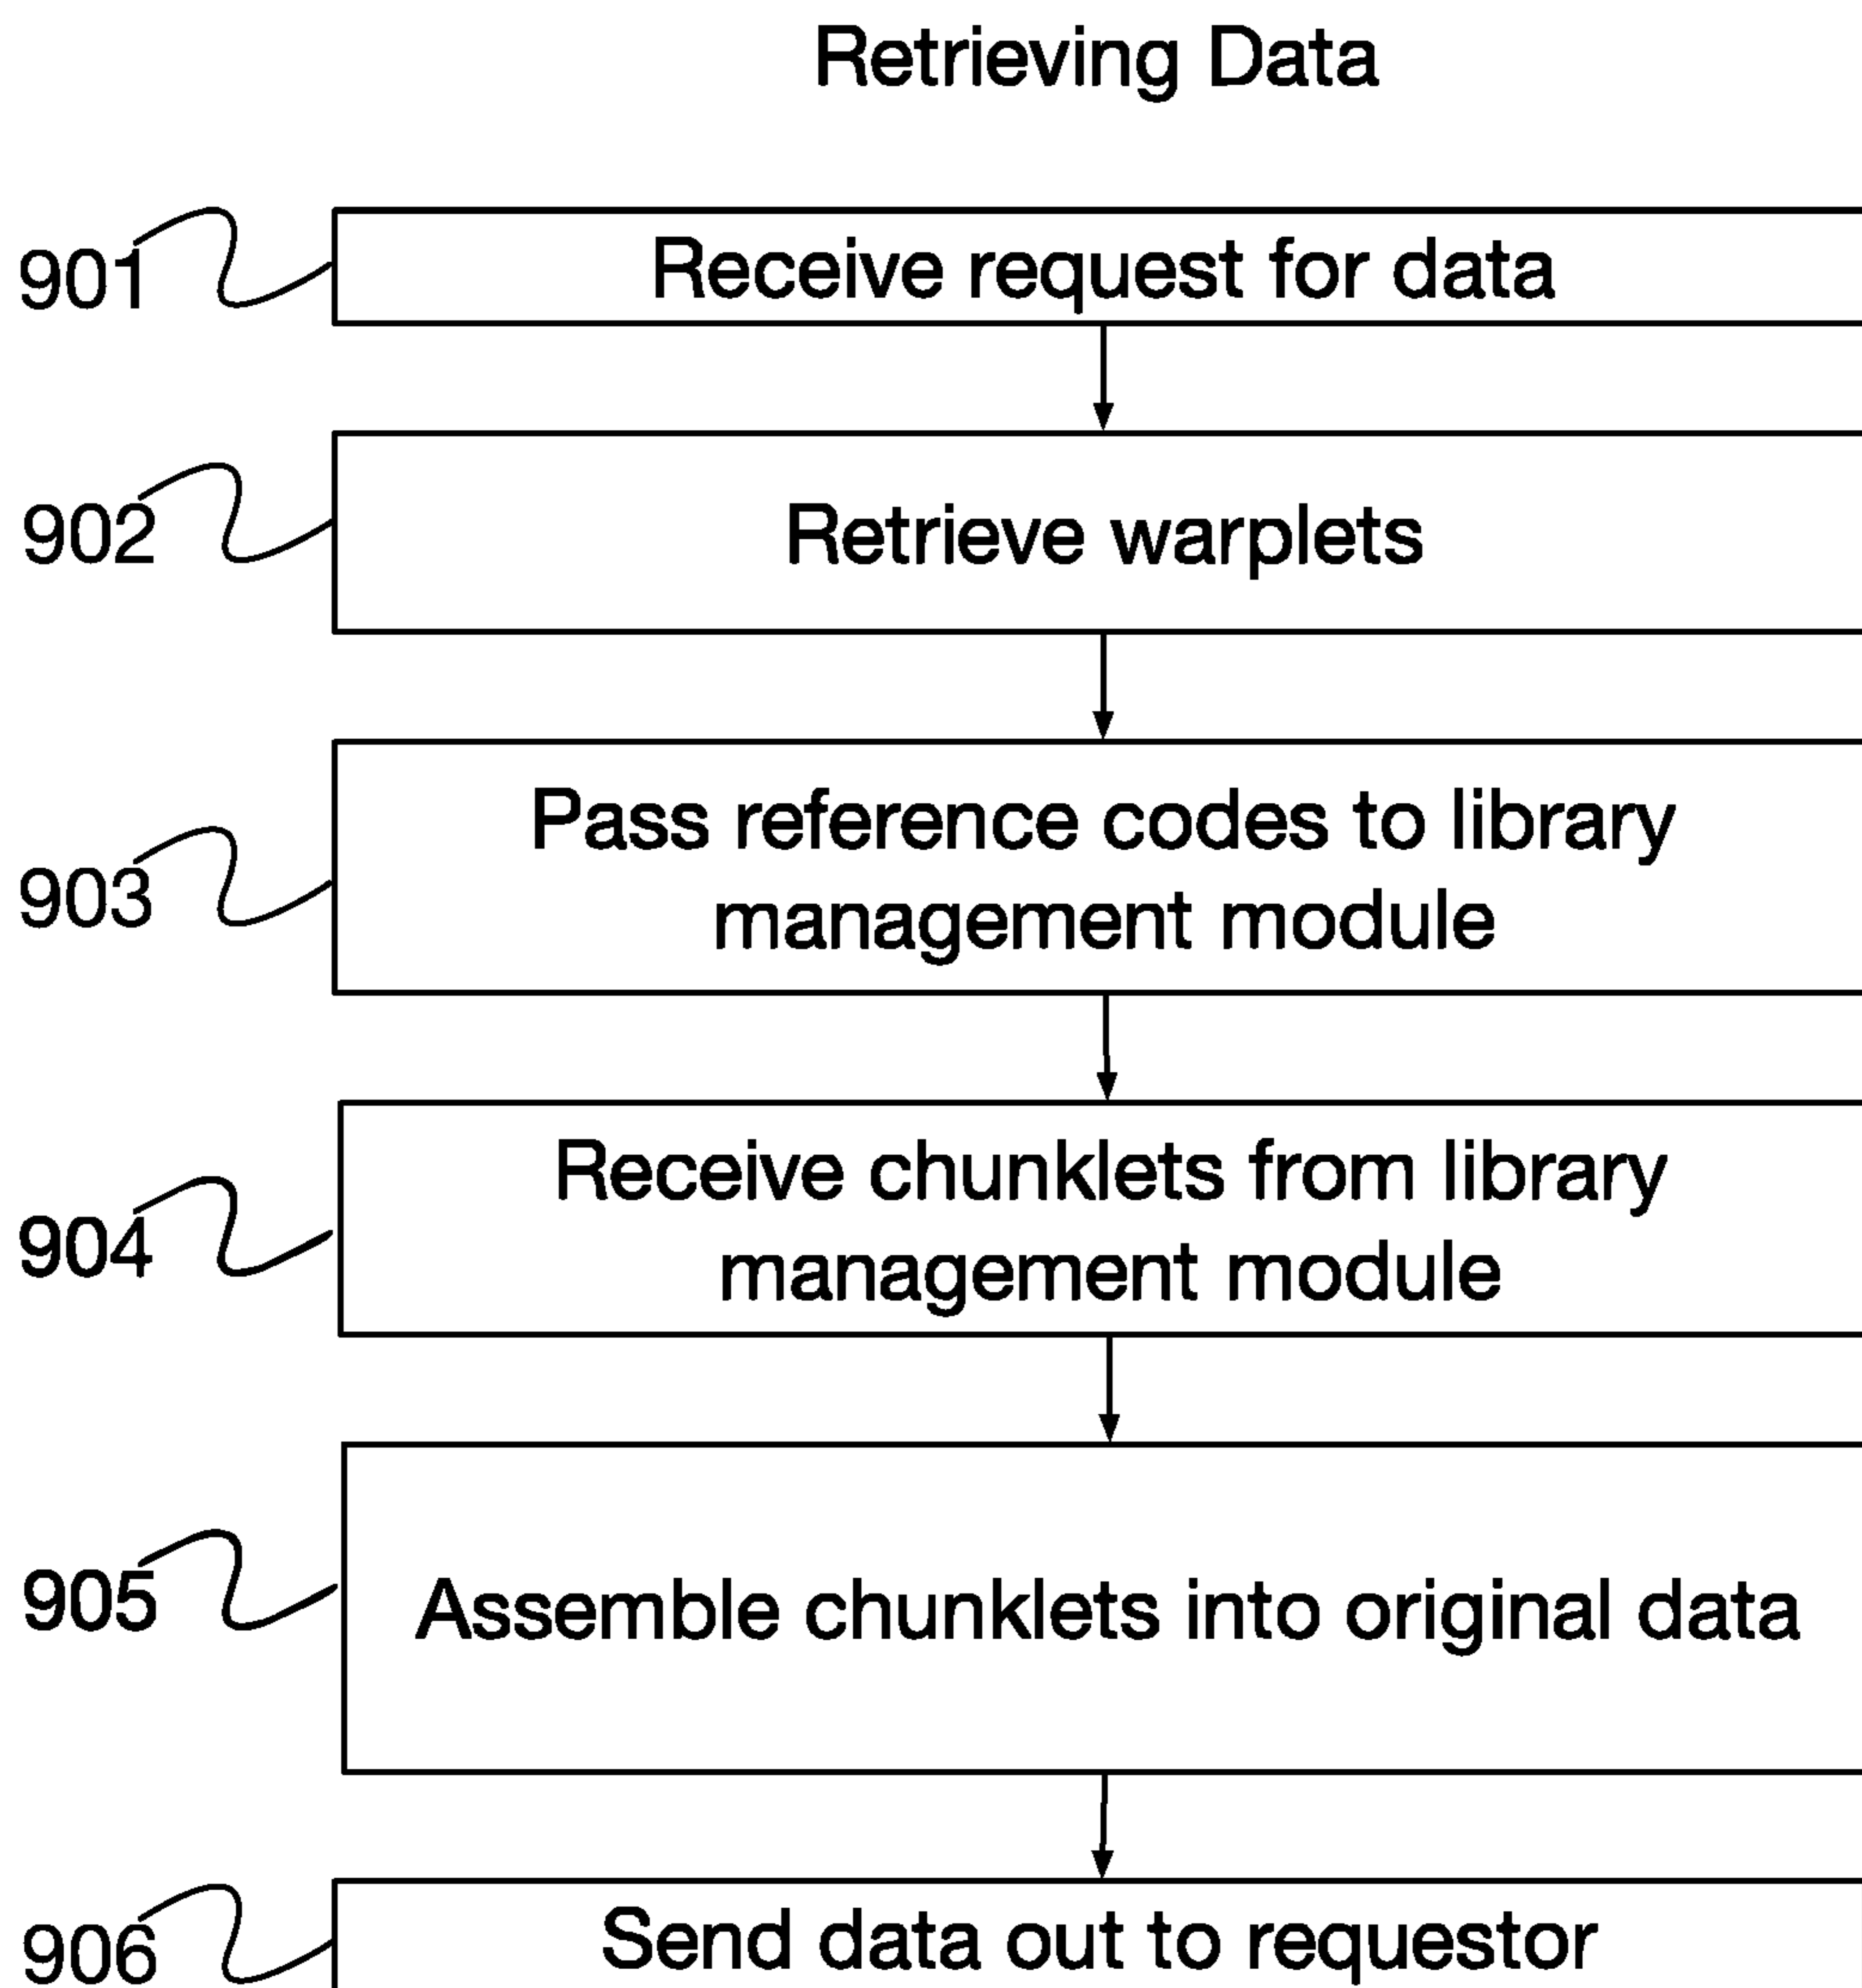 Retrieving Data
901
Receive request for data
902
Retrieve warplets
903
Pass reference codes to library
management module
904
Receive chunklets from library
management module
905
Assemble chunklets into original data
906
Send data out to requestor